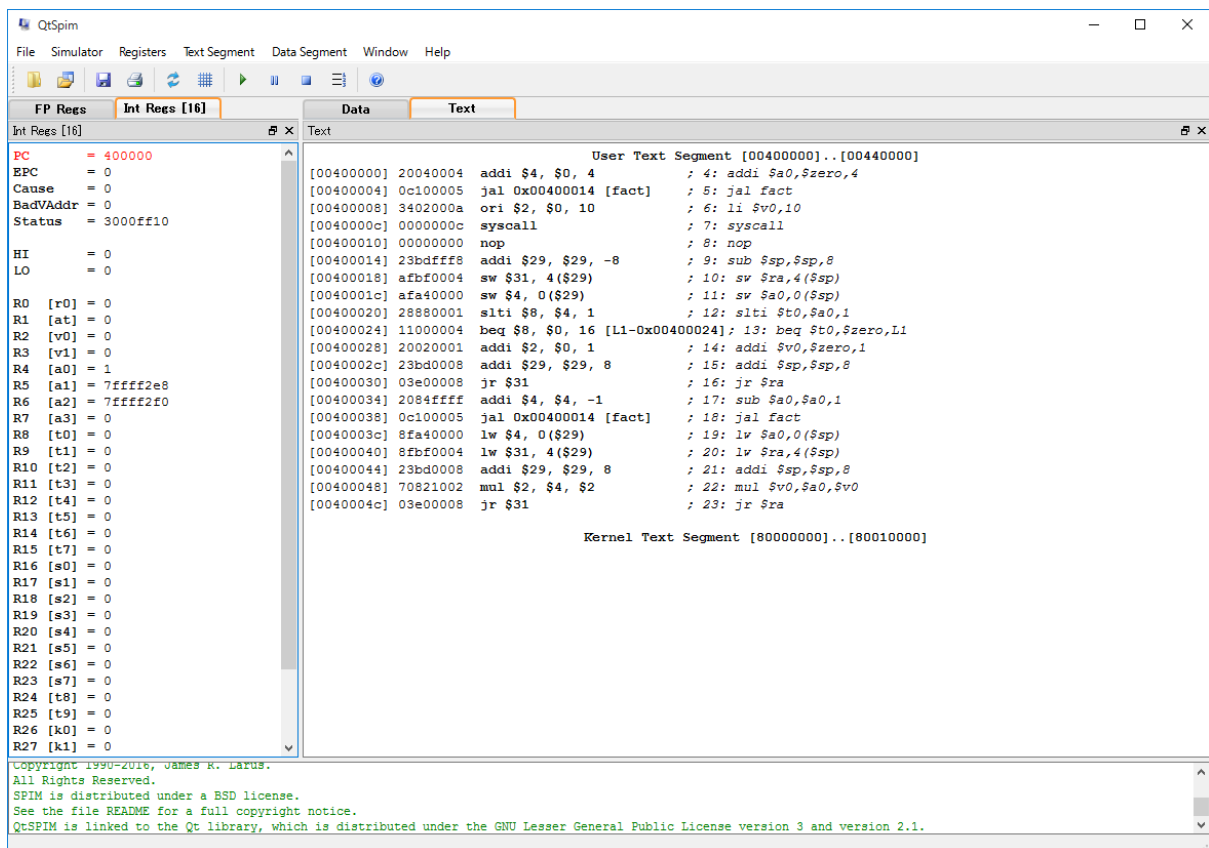 QtSpim
File Simulator Registers Text Segment Data Segment Window Help
FP Regs Int Regs [16] Data Text
Int Regs [16] Text
PC = 400000
EPC = 0
Cause = 0
BadVAddr = 0
Status = 3000ff10
HI = 0
LO = 0
R0 [r0] = 0
R1 [at] = 0
R2 [v0] = 0
R3 [v1] = 0
R4 [a0] = 1
R5 [a1] = 7ffff2e8
R6 [a2] = 7ffff2f0
R7 [a3] = 0
R8 [t0] = 0
R9 [t1] = 0
R10 [t2] = 0
R11 [t3] = 0
R12 [t4] = 0
R13 [t5] = 0
R14 [t6] = 0
R15 [t7] = 0
R16 [s0] = 0
R17 [s1] = 0
R18 [s2] = 0
R19 [s3] = 0
R20 [s4] = 0
R21 [s5] = 0
R22 [s6] = 0
R23 [s7] = 0
R24 [t8] = 0
R25 [t9] = 0
R26 [k0] = 0
R27 [k1] = 0
User Text Segment [00400000]..[00440000]
[00400000] 20040004 addi $4, $0, 4 ; 4: addi $a0,$zero,4
[00400004] 0c100005 jal 0x00400014 [fact] ; 5: jal fact
[00400008] 3402000a ori $2, $0, 10 ; 6: li $v0,10
[0040000c] 0000000c syscall ; 7: syscall
[00400010] 00000000 nop ; 8: nop
[00400014] 23bdfff8 addi $29, $29, -8 ; 9: sub $sp,$sp,8
[00400018] afbf0004 sw $31, 4($29) ; 10: sw $ra,4($sp)
[0040001c] afa40000 sw $4, 0($29) ; 11: sw $a0,0($sp)
[00400020] 28880001 slti $8, $4, 1 ; 12: slti $t0,$a0,1
[00400024] 11000004 beq $8, $0, 16 [L1-0x00400024]; 13: beq $t0,$zero,L1
[00400028] 20020001 addi $2, $0, 1 ; 14: addi $v0,$zero,1
[0040002c] 23bd0008 addi $29, $29, 8 ; 15: addi $sp,$sp,8
[00400030] 03e00008 jr $31 ; 16: jr $ra
[00400034] 2084ffff addi $4, $4, -1 ; 17: sub $a0,$a0,1
[00400038] 0c100005 jal 0x00400014 [fact] ; 18: jal fact
[0040003c] 8fa40000 lw $4, 0($29) ; 19: lw $a0,0($sp)
[00400040] 8fbf0004 lw $31, 4($29) ; 20: lw $ra,4($sp)
[00400044] 23bd0008 addi $29, $29, 8 ; 21: addi $sp,$sp,8
[00400048] 70821002 mul $2, $4, $2 ; 22: mul $v0,$a0,$v0
[0040004c] 03e00008 jr $31 ; 23: jr $ra
Kernel Text Segment [80000000]..[80010000]
Copyright 1990-2016, James R. Larus.
All Rights Reserved.
SPIM is distributed under a BSD license.
See the file README for a full copyright notice.
QtSPIM is linked to the Qt library, which is distributed under the GNU Lesser General Public License version 3 and version 2.1.